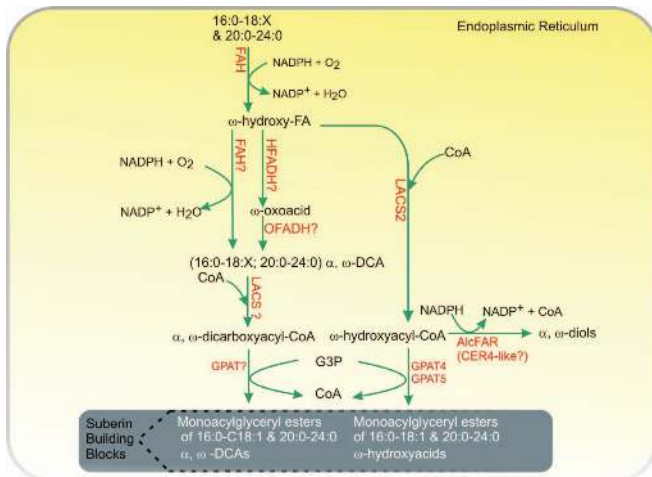 16:0-18:X
& 20:0-24:0
Endoplasmic Reticulum
FAH
NADPH + O2
NADP+ + H2O
ω-hydroxy-FA
FAH?
HFADH?
NADPH + O2
NADP+ + H2O
CoA
LACS2
ω-oxoacid
OFADH?
(16:0-18:X; 20:0-24:0) α, ω-DCA
CoA
LACS ?
NADPH
NADP+ + CoA
α, ω-dicarboxyacyl-CoA
ω-hydroxyacyl-CoA
α, ω-diols
AlcFAR
(CER4-like?)
GPAT?
G3P
GPAT4
GPAT5
CoA
Suberin
Building
Blocks
Monoacylglyceryl esters
of 16:0-C18:1 & 20:0-24:0
α, ω -DCAs
Monoacylglyceryl esters
of 16:0-18:1 & 20:0-24:0
ω-hydroxyacids